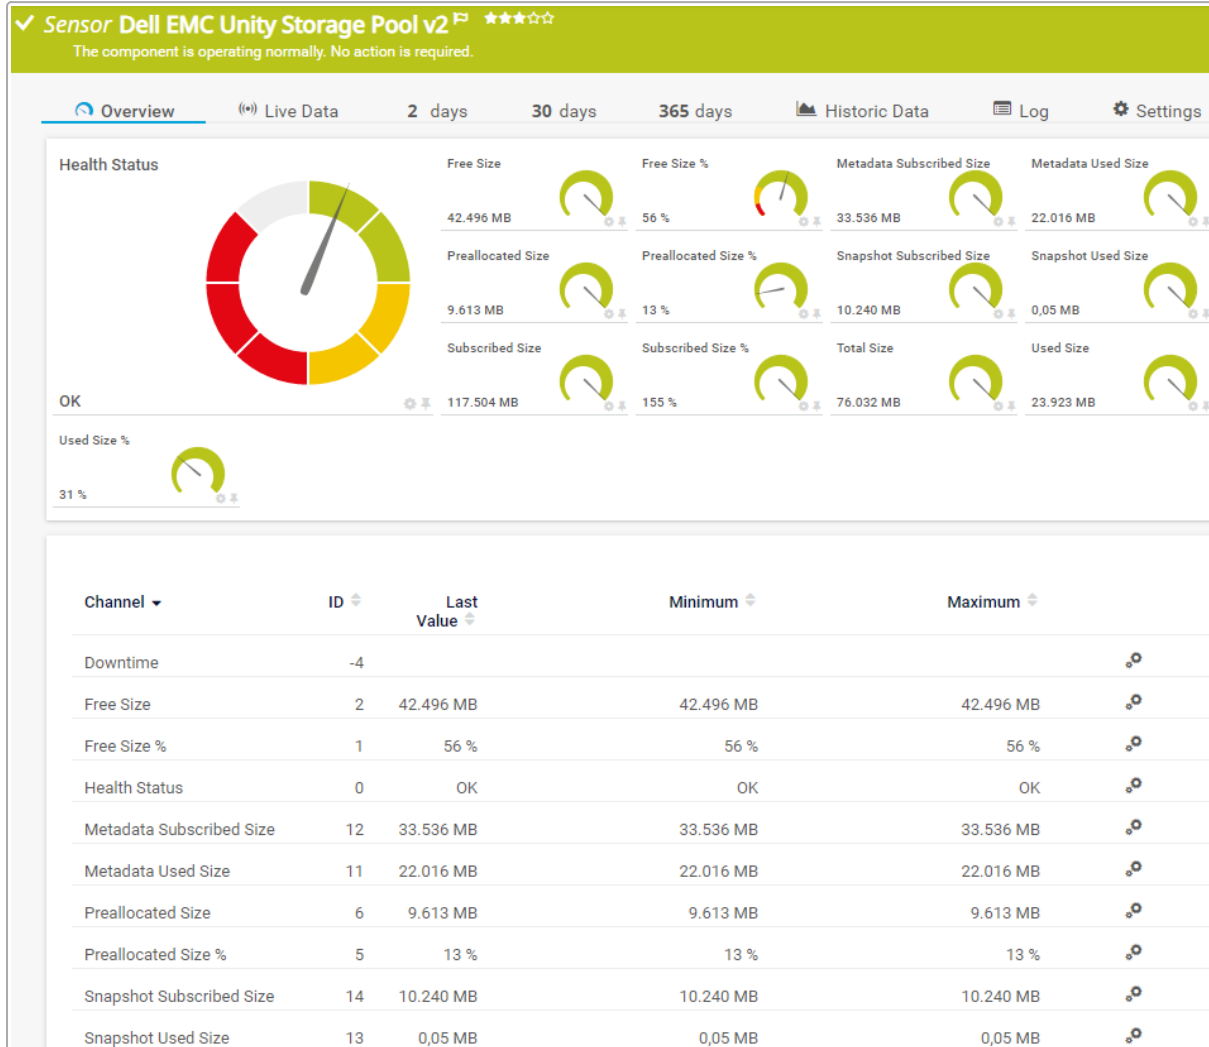 Sensor Dell EMC Unity Storage Pool v2
The component is operating normally. No action is required.
Overview Live Data 2 days 30 days 365 days Historic Data Log Settings
Health Status
OK
Free Size
42.496 MB
Free Size %
56 %
Metadata Subscribed Size
33.536 MB
Metadata Used Size
22.016 MB
Preallocated Size
9.613 MB
Preallocated Size %
13 %
Snapshot Subscribed Size
10.240 MB
Snapshot Used Size
0,05 MB
Subscribed Size
117.504 MB
Subscribed Size %
155 %
Total Size
76.032 MB
Used Size
23.923 MB
Used Size %
31 %
Channel ID Last Value Minimum Maximum
Downtime -4
Free Size 2 42.496 MB 42.496 MB 42.496 MB
Free Size % 1 56 % 56 % 56 %
Health Status 0 OK OK OK
Metadata Subscribed Size 12 33.536 MB 33.536 MB 33.536 MB
Metadata Used Size 11 22.016 MB 22.016 MB 22.016 MB
Preallocated Size 6 9.613 MB 9.613 MB 9.613 MB
Preallocated Size % 5 13 % 13 % 13 %
Snapshot Subscribed Size 14 10.240 MB 10.240 MB 10.240 MB
Snapshot Used Size 13 0,05 MB 0,05 MB 0,05 MB